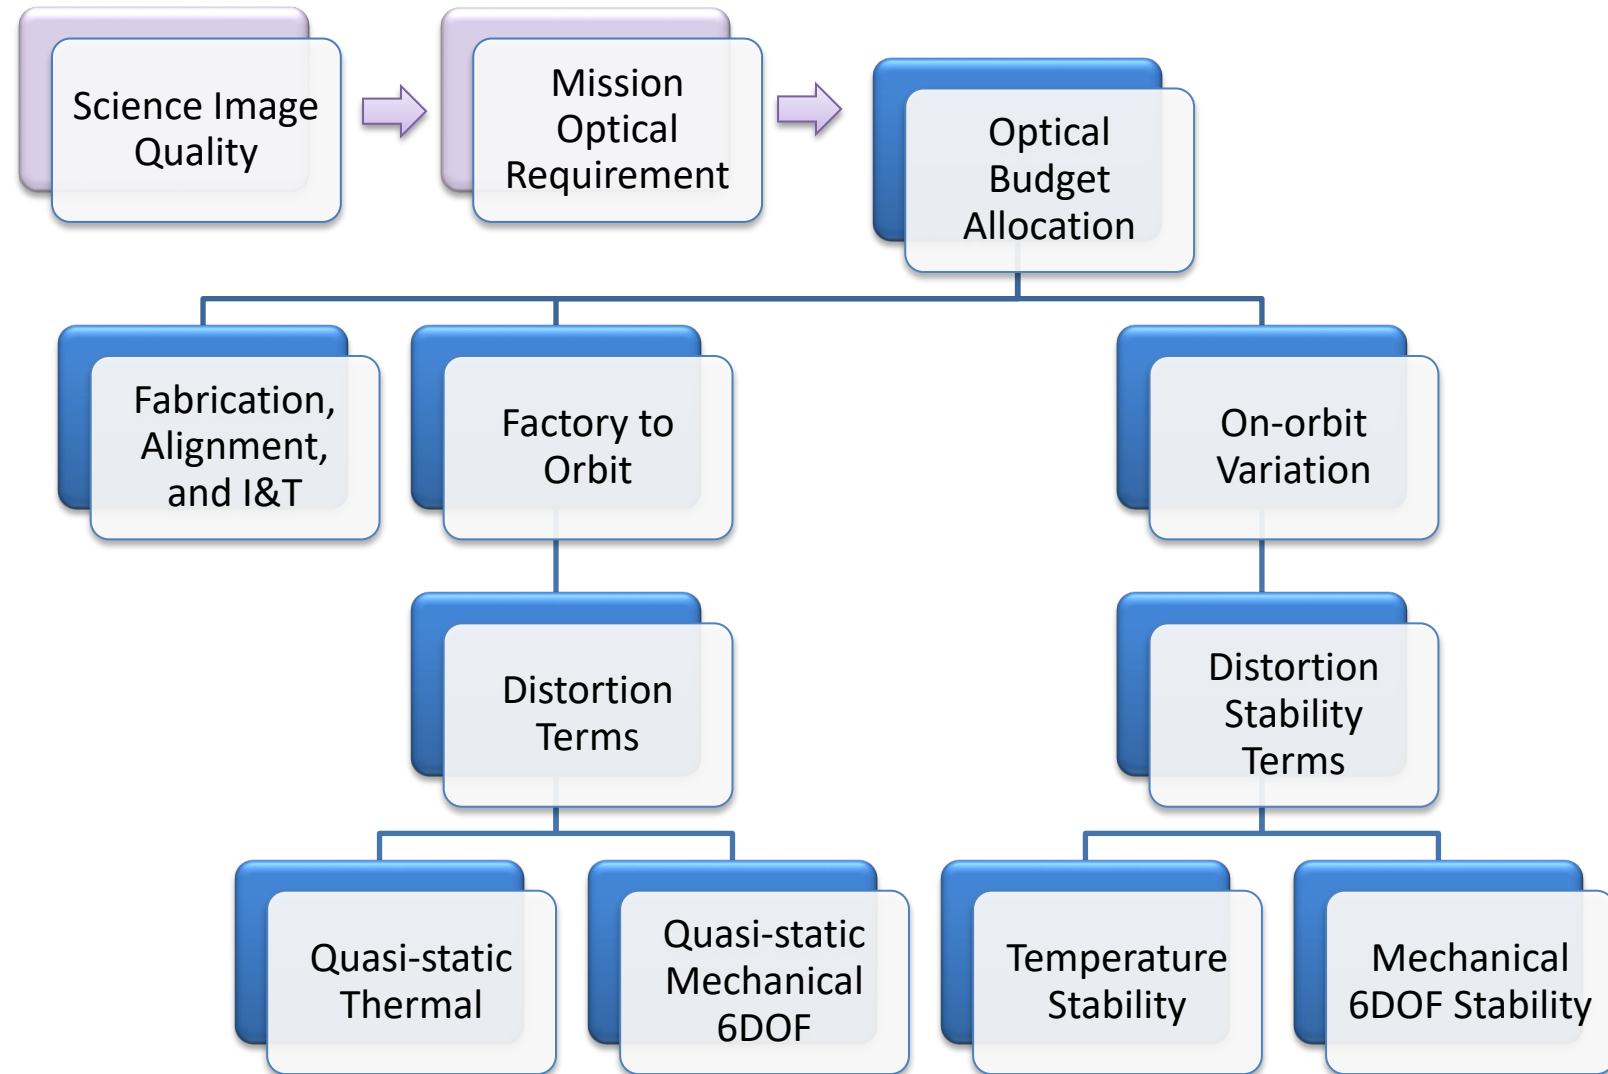 Science Image
Quality
Mission
Optical
Requirement
Optical
Budget
Allocation
Fabrication,
Alignment,
and I&T
Factory to
Orbit
On-orbit
Variation
Distortion
Terms
Distortion
Stability
Terms
Quasi-static
Thermal
Quasi-static
Mechanical
6DOF
Temperature
Stability
Mechanical
6DOF Stability